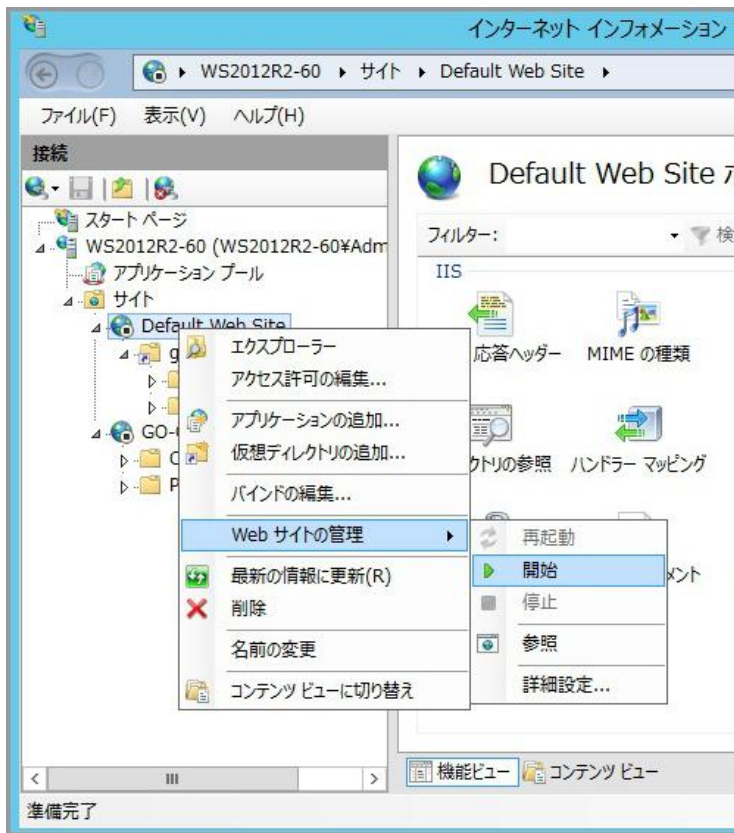 インターネット インフォメーション
WS2012R2-60 サイト Default Web Site
ファイル(F) 表示(V) ヘルプ(H)
接続
スタート ページ
WS2012R2-60 (WS2012R2-60¥Adm
アプリケーション プール
サイト
Default Web Site
g
GO-
C
P
エクスプローラー
アクセス許可の編集...
アプリケーションの追加...
仮想ディレクトリの追加...
バインドの編集...
Web サイトの管理
最新の情報に更新(R)
削除
名前の変更
コンテンツ ビューに切り替え
再起動
開始
停止
参照
詳細設定...
Default Web Site ホ
フィルター: 検
IIS
応答ヘッダー MIME の種類
クトリの参照 ハンドラー マッピング
メント
機能ビュー コンテンツ ビュー
準備完了